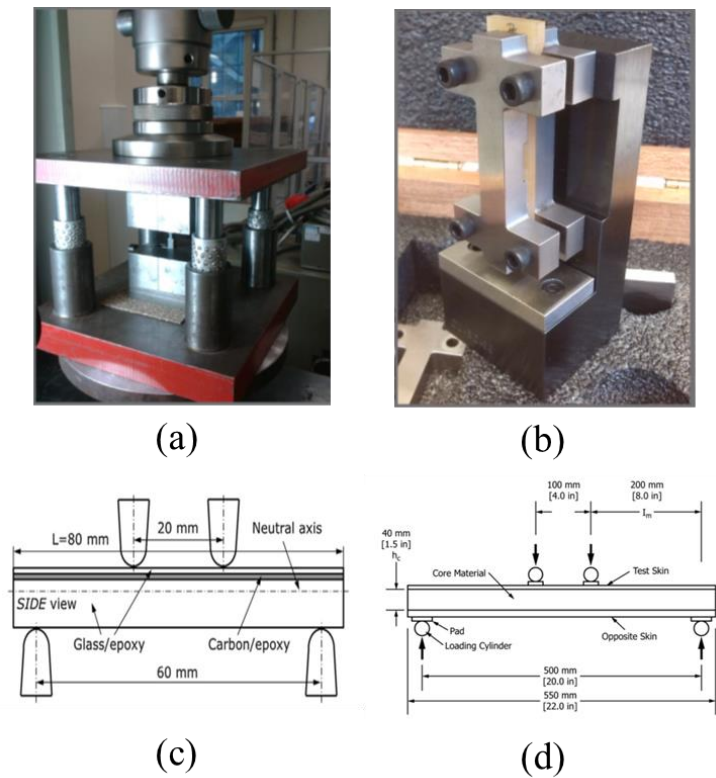 (a)
(b)
20 mm
L=80 mm
Neutral axis
SIDE view
Glass/epoxy
Carbon/epoxy
60 mm
(c)
100 mm
[4.0 in]
200 mm
[8.0 in]
Im
40 mm
[1.5 in]
hc
Core Material
Test Skin
Pad
Loading Cylinder
Opposite Skin
500 mm
[20.0 in]
550 mm
[22.0 in]
(d)